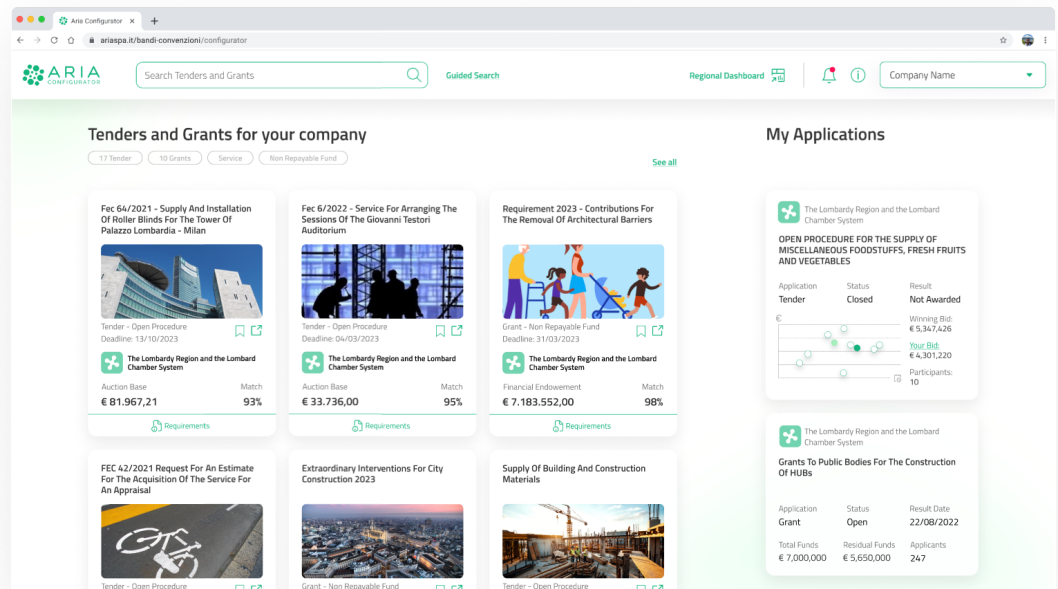 Arie Configurator
ariaspa.it/bandi-convenzioni/configurator
ARIA
CONFIGURATOR
Search Tenders and Grants
Guided Search
Regional Dashboard
Company Name
Tenders and Grants for your company
17 Tender
10 Grants
Service
Non Repayable Fund
See all
Fec 64/2021 - Supply And Installation
Of Roller Blinds For The Tower Of
Palazzo Lombardia - Milan
Tender - Open Procedure
Deadline: 13/10/2023
The Lombardy Region and the Lombard
Chamber System
Auction Base
Match
€ 81.967,21
93%
Requirements
Fec 6/2022 - Service For Arranging The
Sessions Of The Giovanni Testori
Auditorium
Tender - Open Procedure
Deadline: 04/03/2023
The Lombardy Region and the Lombard
Chamber System
Auction Base
Match
€ 33.736,00
95%
Requirements
Requirement 2023 - Contributions For
The Removal Of Architectural Barriers
Grant - Non Repayable Fund
Deadline: 31/03/2023
The Lombardy Region and the Lombard
Chamber System
Financial Endowement
Match
€ 7.183.552,00
98%
Requirements
FEC 42/2021 Request For An Estimate
For The Acquisition Of The Service For
An Appraisal
Tender - Open Procedure
Extraordinary Interventions For City
Construction 2023
Grant - Non Repayable Fund
Supply Of Building And Construction
Materials
Tender - Open Procedure
My Applications
The Lombardy Region and the Lombard
Chamber System
OPEN PROCEDURE FOR THE SUPPLY OF
MISCELLANEOUS FOODSTUFFS, FRESH FRUITS
AND VEGETABLES
Application
Status
Result
Tender
Closed
Not Awarded
€
Winning Bid:
€ 5,347,426
Your Bid:
€ 4,301,220
Participants:
10
The Lombardy Region and the Lombard
Chamber System
Grants To Public Bodies For The Construction
Of HUBs
Application
Status
Result Date
Grant
Open
22/08/2022
Total Funds
Residual Funds
Applicants
€ 7,000,000
€ 5,650,000
247